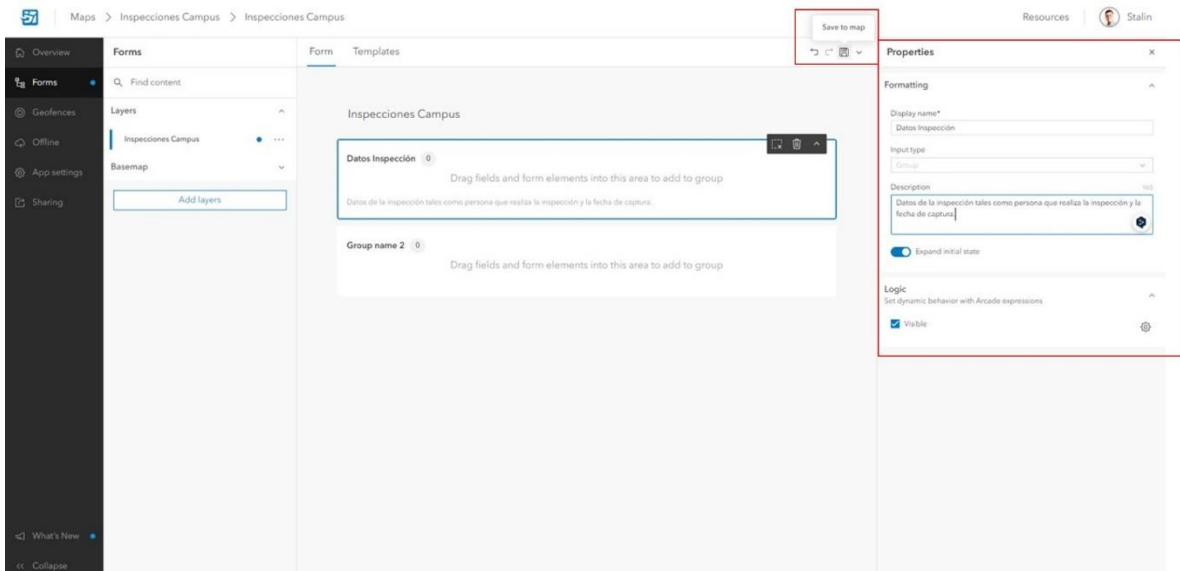 Maps > Inspecciones Campus > Inspecciones Campus
Resources
Stalin
Overview
Forms
Geofences
Offline
App settings
Sharing
What's New
<< Collapse
Forms
Find content
Layers
Inspecciones Campus
Basemap
Add layers
Form Templates
Save to map
Inspecciones Campus
Datos Inspección 0
Drag fields and form elements into this area to add to group
Datos de la inspección tales como persona que realiza la inspección y la fecha de captura.
Group name 2 0
Drag fields and form elements into this area to add to group
Properties
Formatting
Display name*
Datos Inspección
Input type
Group
Description
Datos de la inspección tales como persona que realiza la inspección y la
fecha de captura.
Expand initial state
Logic
Set dynamic behavior with Arcade expressions
Visible